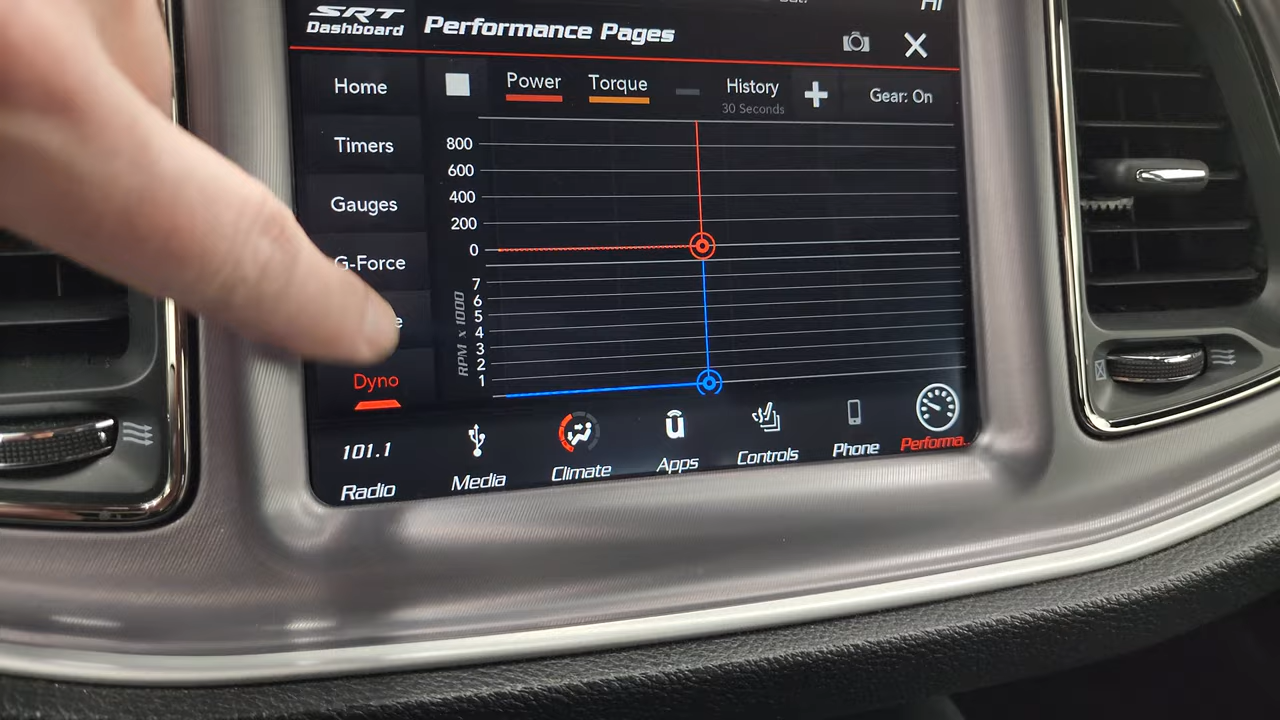 HI
SRT
Dashboard
Performance Pages
Home
Timers
Gauges
G-Force
Dyno
Power
Torque
History
30 Seconds
Gear: On
800
600
400
200
0
RPM x 1000
7
6
5
4
3
2
1
101.1
Radio
Media
Climate
Apps
Controls
Phone
Performa..